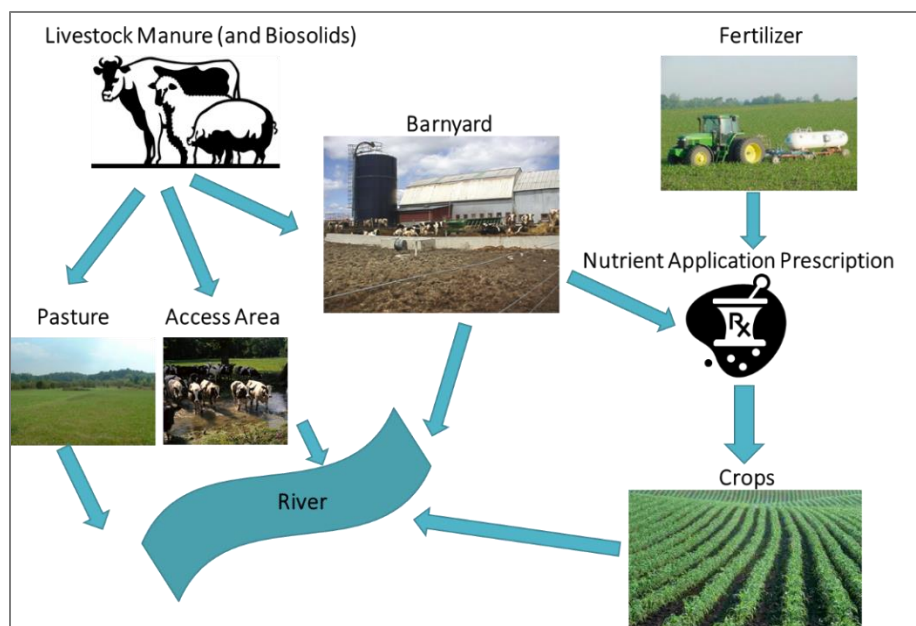 Livestock Manure (and Biosolids)
Fertilizer
Barnyard
Nutrient Application Prescription
Rx
Pasture
Access Area
Crops
River